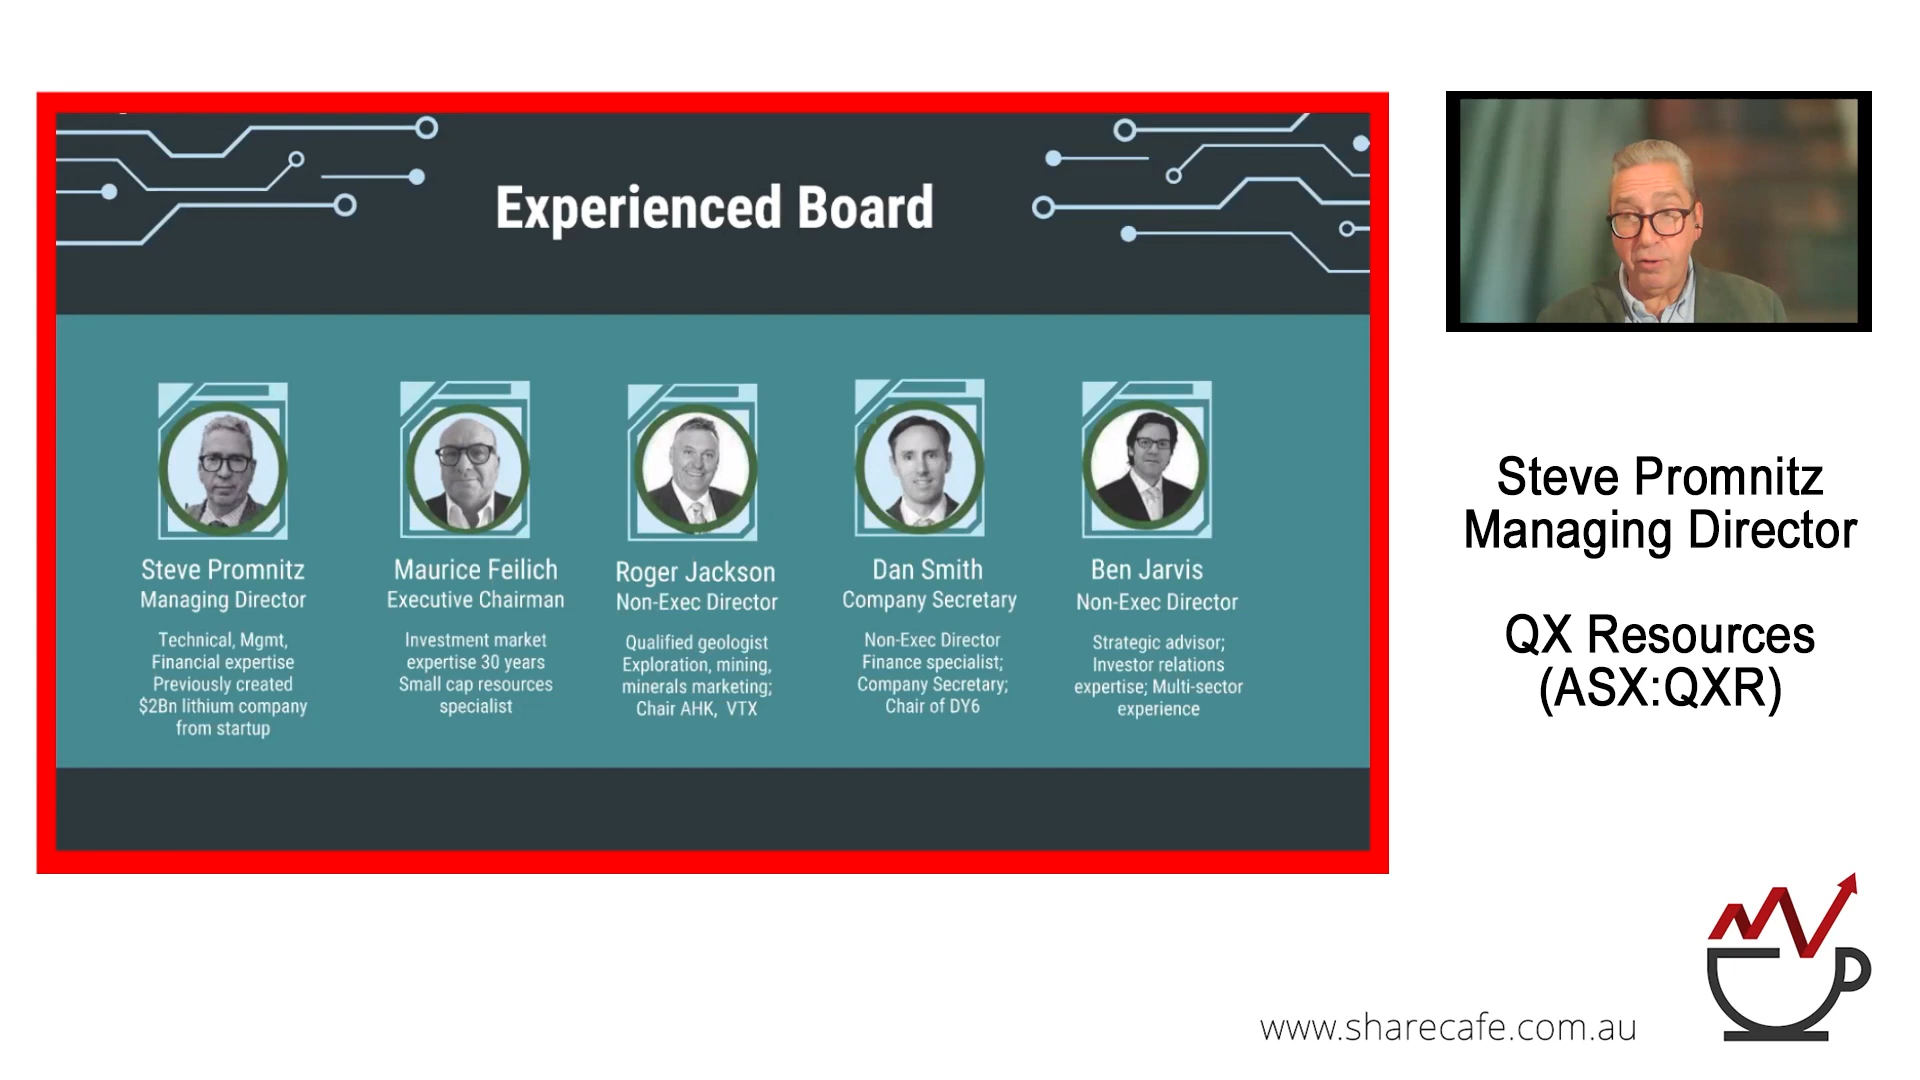 Experienced Board
Steve Promnitz
Managing Director
Technical, Mgmt,
Financial expertise
Previously created
$2Bn lithium company
from startup
Maurice Feilich
Executive Chairman
Investment market
expertise 30 years
Small cap resources
specialist
Roger Jackson
Non-Exec Director
Qualified geologist
Exploration, mining,
minerals marketing;
Chair AHK, VTX
Dan Smith
Company Secretary
Non-Exec Director
Finance specialist;
Company Secretary;
Chair of DY6
Ben Jarvis
Non-Exec Director
Strategic advisor;
Investor relations
expertise; Multi-sector
experience
Steve Promnitz
Managing Director
QX Resources
(ASX:QXR)
www.sharecafe.com.au